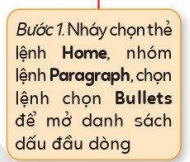 Bước 1. Nháy chọn thẻ
lệnh Home, nhóm
lệnh Paragraph, chọn
lệnh chọn Bullets
để mở danh sách
dấu đầu dòng